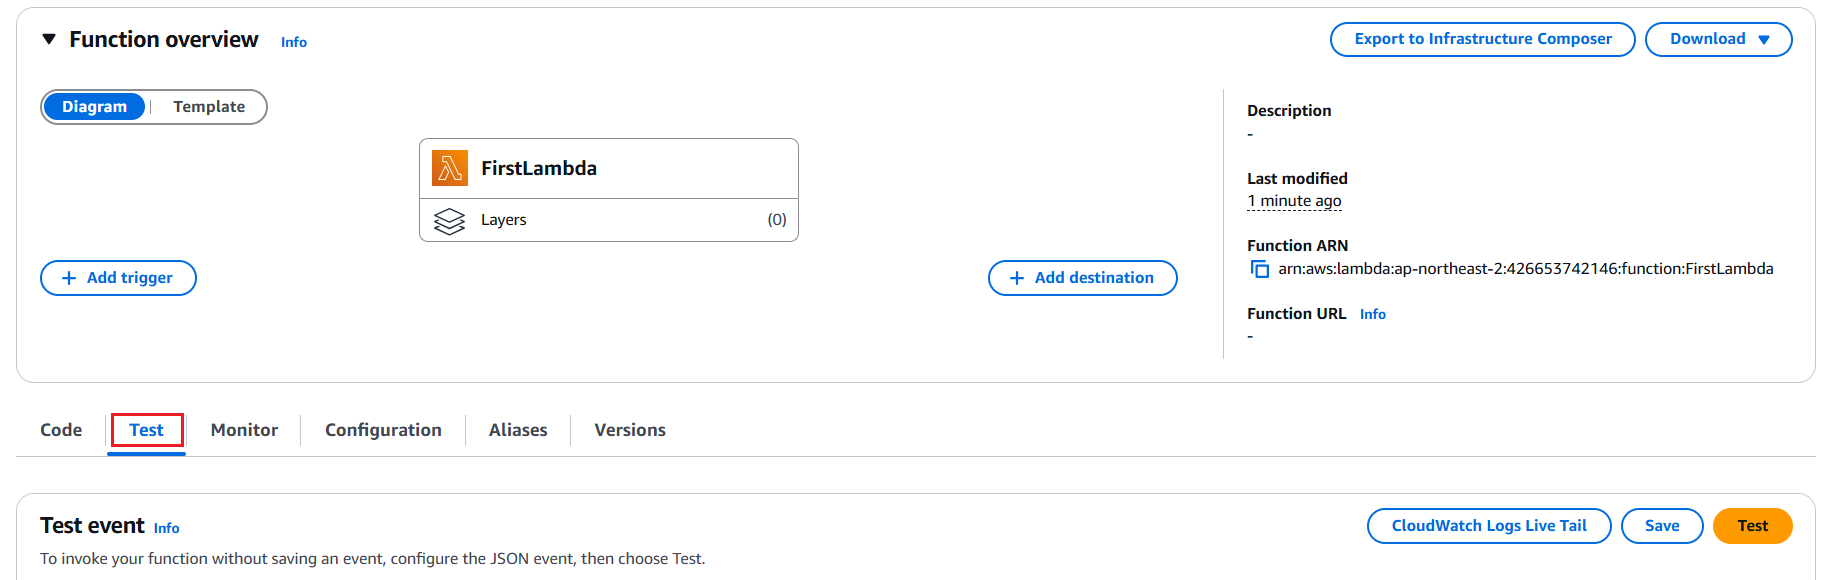 Function overview Info
Export to Infrastructure Composer
Download
Diagram | Template
FirstLambda
Layers (0)
+ Add trigger
+ Add destination
Description
-
Last modified
1 minute ago
Function ARN
arn:aws:lambda:ap-northeast-2:426653742146:function:FirstLambda
Function URL Info
-
Code Test Monitor Configuration Aliases Versions
Test event Info
CloudWatch Logs Live Tail
Save
Test
To invoke your function without saving an event, configure the JSON event, then choose Test.